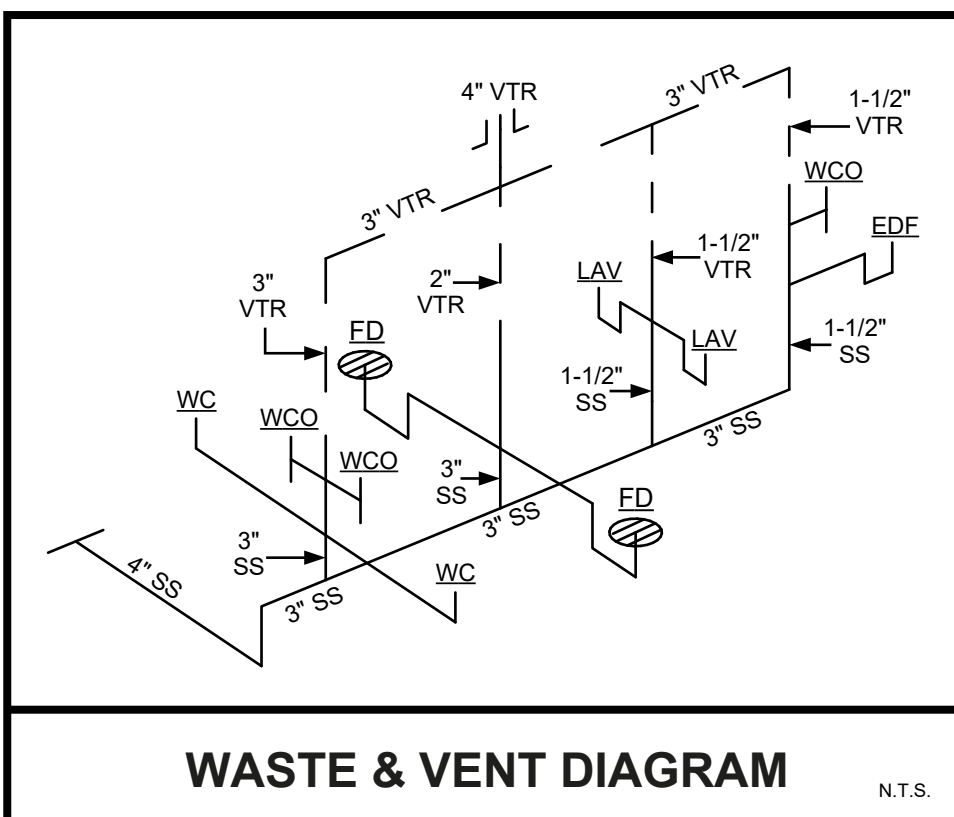 4" VTR
3" VTR
1-1/2"
VTR
WCO
3" VTR
EDF
1-1/2"
VTR
LAV
2"
VTR
3"
VTR
FD
LAV
1-1/2"
SS
1-1/2"
SS
WC
WCO
WCO
3" SS
3"
SS
FD
3" SS
3"
SS
4" SS
WC
3" SS
WASTE & VENT DIAGRAM
N.T.S.